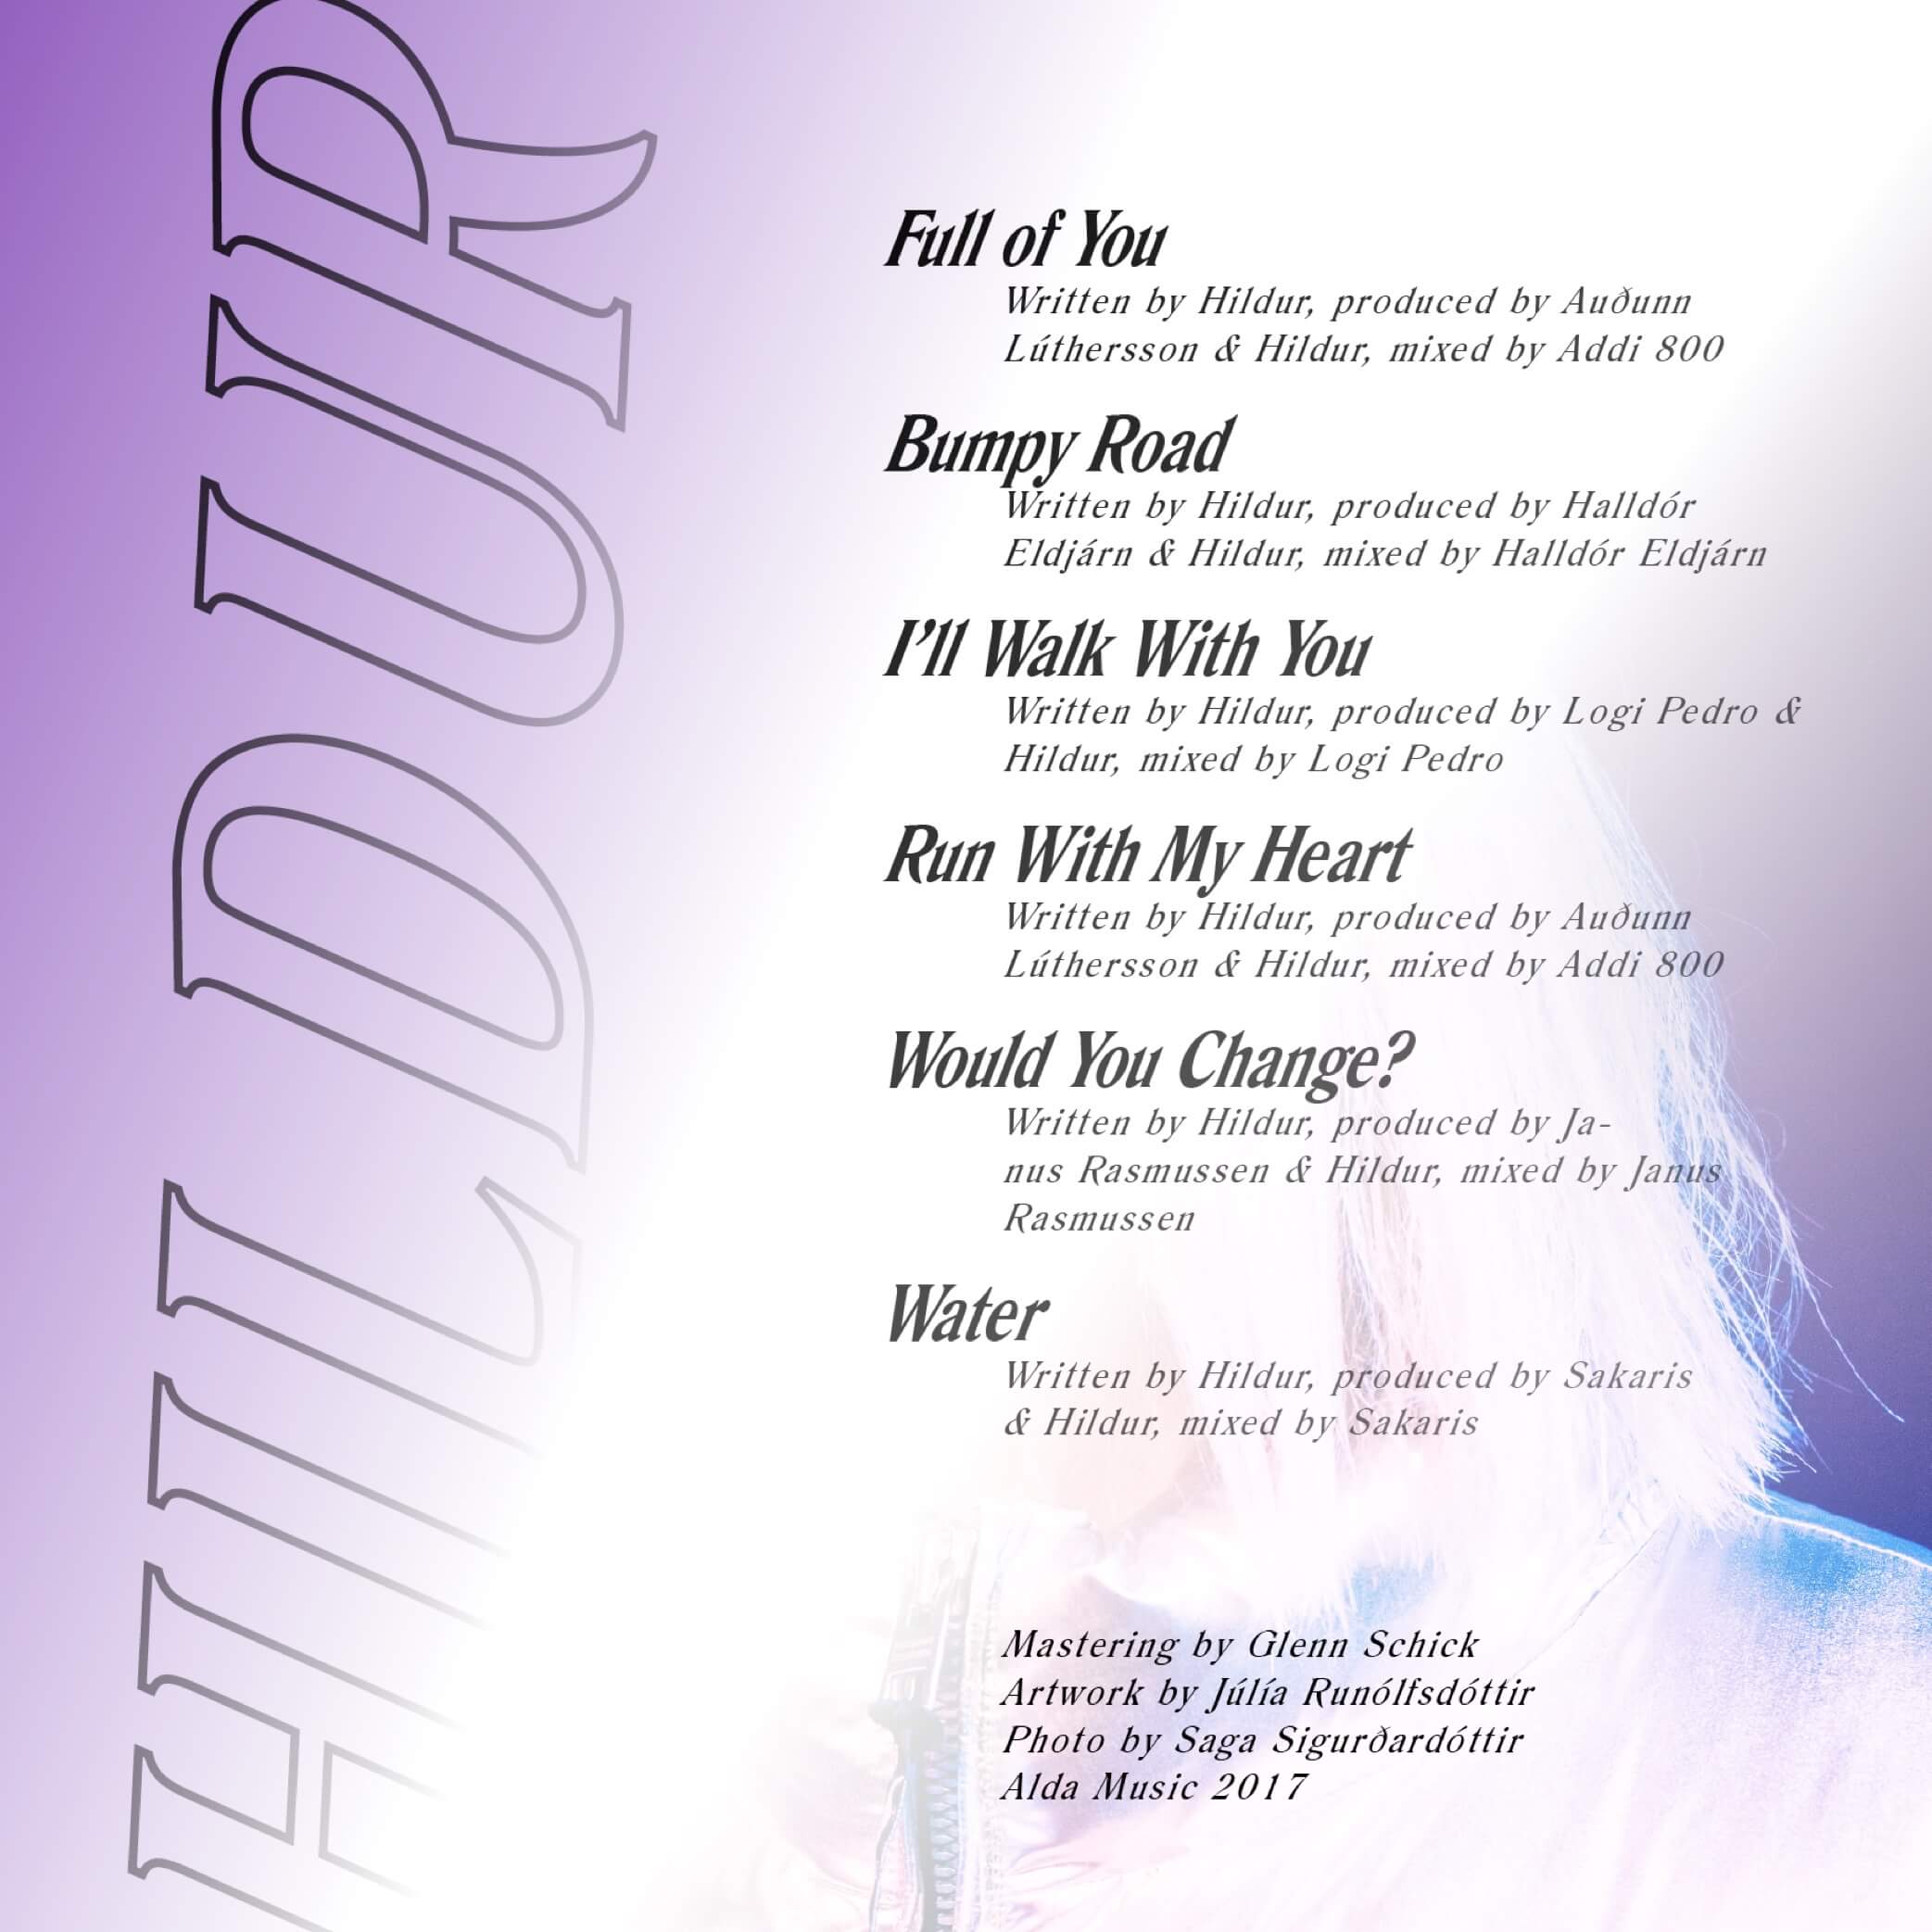 HILDUR
Full of You
Written by Hildur, produced by Auðunn
Lúthersson & Hildur, mixed by Addi 800
Bumpy Road
Written by Hildur, produced by Halldór
Eldjárn & Hildur, mixed by Halldór Eldjárn
I'll Walk With You
Written by Hildur, produced by Logi Pedro &
Hildur, mixed by Logi Pedro
Run With My Heart
Written by Hildur, produced by Auðunn
Lúthersson & Hildur, mixed by Addi 800
Would You Change?
Written by Hildur, produced by Ja-
nus Rasmussen & Hildur, mixed by Janus
Rasmussen
Water
Written by Hildur, produced by Sakaris
& Hildur, mixed by Sakaris
Mastering by Glenn Schick
Artwork by Júlía Runólfsdóttir
Photo by Saga Sigurðardóttir
Alda Music 2017